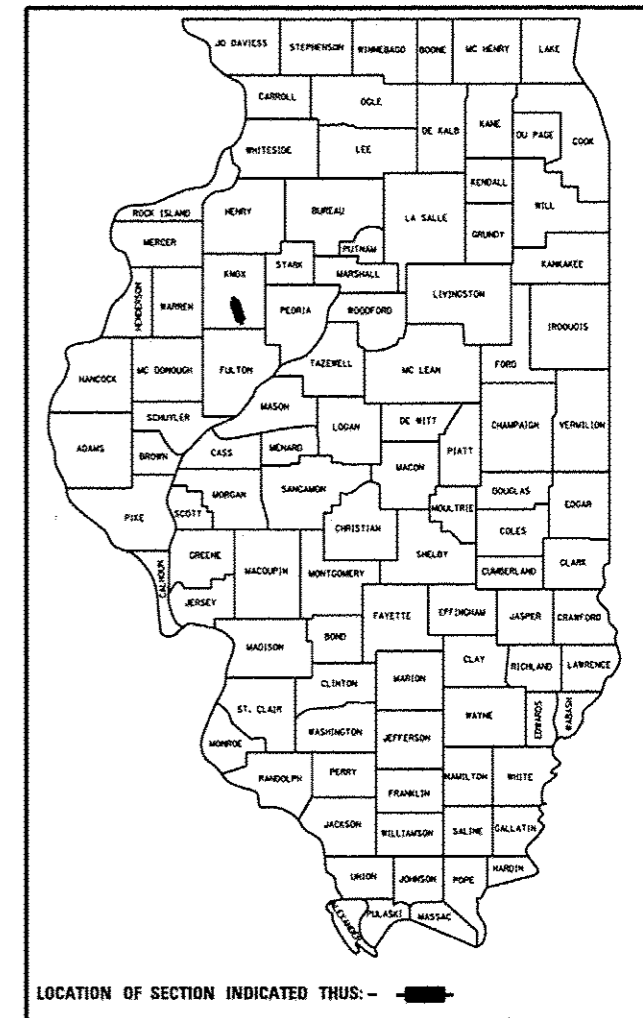 JO DAVIESS
STEPHENSON
WINNEBAGO
BOONE
MC HENRY
LAKE
CARROLL
OGLE
DE KALB
KANE
DU PAGE
COOK
WHITESIDE
LEE
KENDALL
WILL
ROCK ISLAND
HENRY
BUREAU
LA SALLE
GRUNDY
MERCER
PUTNAM
KANKAKEE
KNOX
STARK
MARSHALL
HENDERSON
WARREN
PEORIA
WOODFORD
LIVINGSTON
IROQUOIS
HANCOCK
MC DONOUGH
FULTON
TAZEWELL
MC LEAN
FORD
MASON
SCHUYLER
LOGAN
DE WITT
CHAMPAIGN
VERMILION
ADAMS
BROWN
CASS
MENARD
PIATT
MACON
MORGAN
SANGAMON
DOUGLAS
EDGAR
PIKE
SCOTT
MOULTRIE
CHRISTIAN
COLES
GREENE
SHELBY
CALHOUN
MACOUPIN
MONTGOMERY
CUMBERLAND
CLARK
JERSEY
FAYETTE
EFFINGHAM
JASPER
CRAWFORD
BOND
MADISON
CLAY
RICHLAND
LAWRENCE
CLINTON
MARION
ST. CLAIR
WAYNE
EDWARDS
WABASH
WASHINGTON
JEFFERSON
MONROE
RANDOLPH
PERRY
HAMILTON
WHITE
FRANKLIN
JACKSON
WILLIAMSON
SALINE
GALLATIN
UNION
JOHNSON
POPE
HARDIN
ALEXANDER
PULASKI
MASSAC
LOCATION OF SECTION INDICATED THUS: -